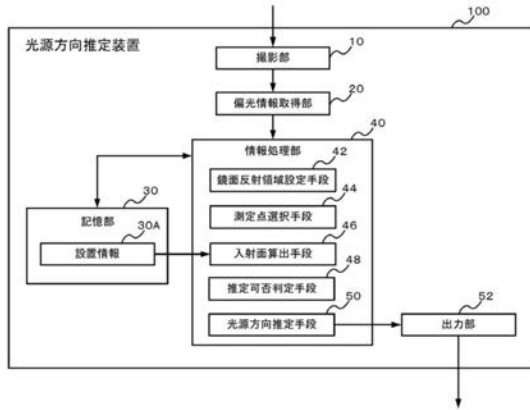 100
光源方向推定装置
10
撮影部
20
偏光情報取得部
40
情報処理部
42
鏡面反射領域設定手段
44
測定点選択手段
30
記憶部
30A
設置情報
46
入射面算出手段
48
推定可否判定手段
50
光源方向推定手段
52
出力部